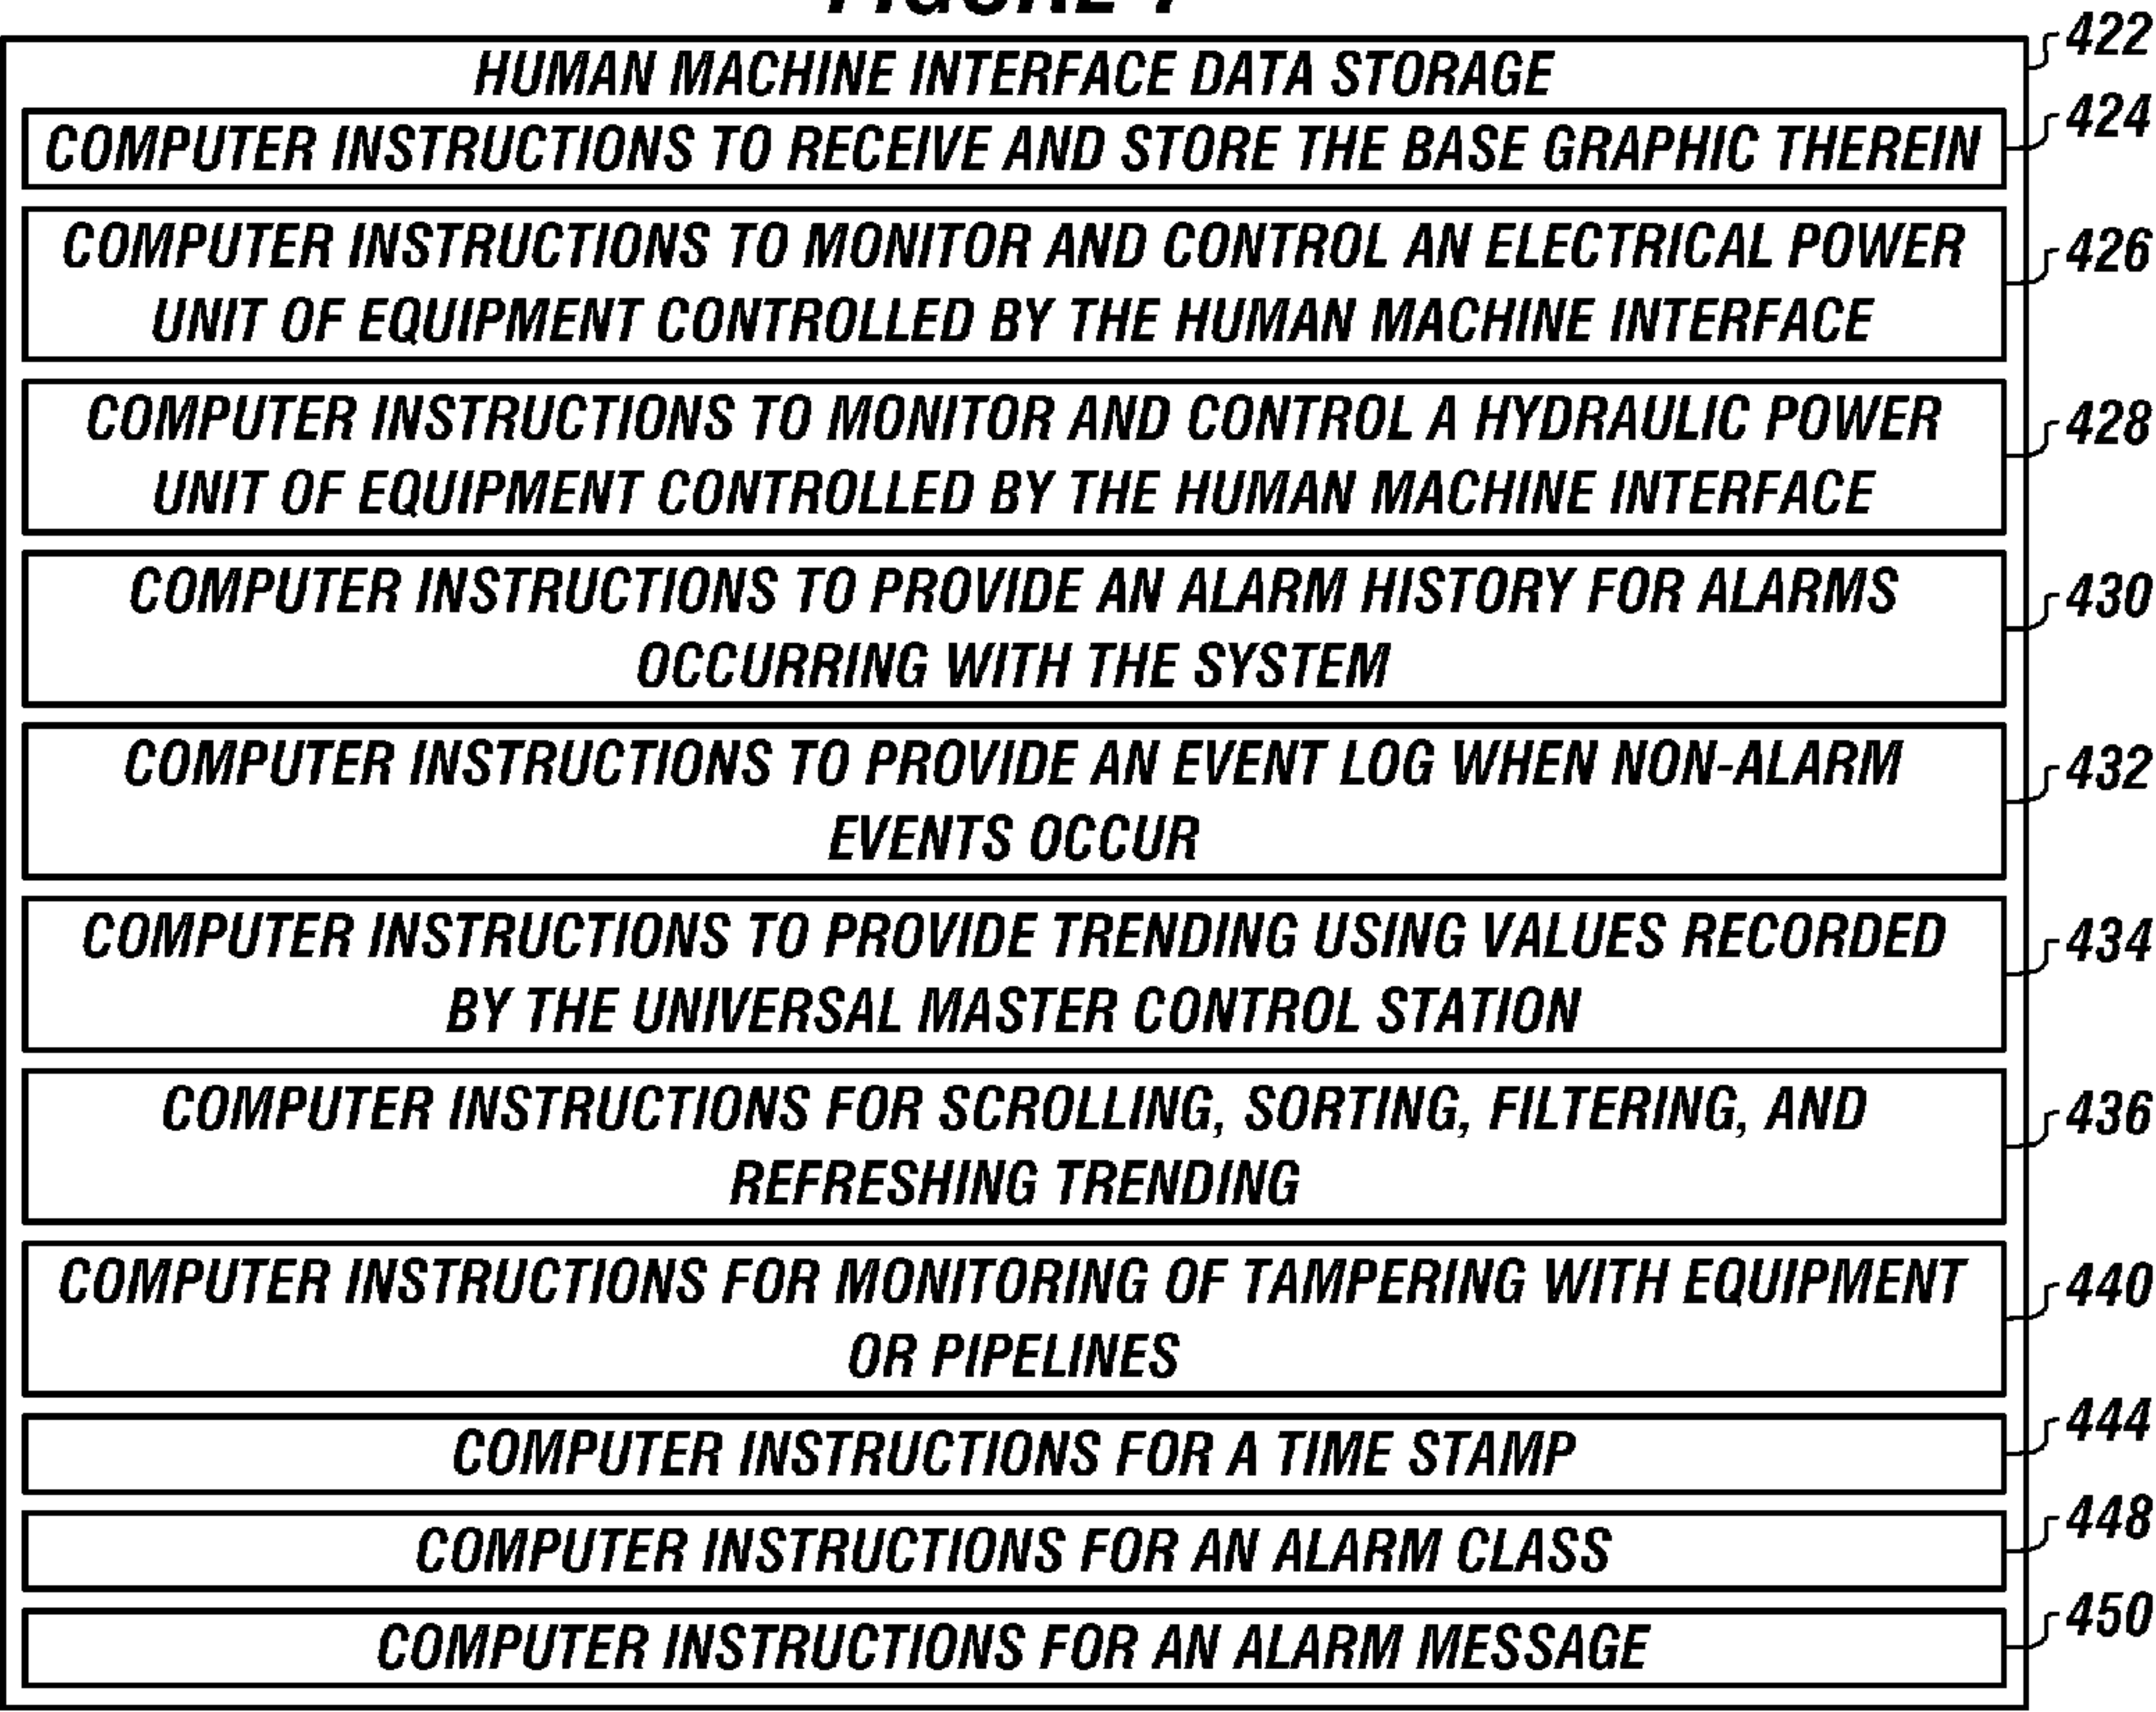 HUMAN MACHINE INTERFACE DATA STORAGE 422
COMPUTER INSTRUCTIONS TO RECEIVE AND STORE THE BASE GRAPHIC THEREIN 424
COMPUTER INSTRUCTIONS TO MONITOR AND CONTROL AN ELECTRICAL POWER 426
UNIT OF EQUIPMENT CONTROLLED BY THE HUMAN MACHINE INTERFACE
COMPUTER INSTRUCTIONS TO MONITOR AND CONTROL A HYDRAULIC POWER 428
UNIT OF EQUIPMENT CONTROLLED BY THE HUMAN MACHINE INTERFACE
COMPUTER INSTRUCTIONS TO PROVIDE AN ALARM HISTORY FOR ALARMS 430
OCCURRING WITH THE SYSTEM
COMPUTER INSTRUCTIONS TO PROVIDE AN EVENT LOG WHEN NON-ALARM 432
EVENTS OCCUR
COMPUTER INSTRUCTIONS TO PROVIDE TRENDING USING VALUES RECORDED 434
BY THE UNIVERSAL MASTER CONTROL STATION
COMPUTER INSTRUCTIONS FOR SCROLLING, SORTING, FILTERING, AND 436
REFRESHING TRENDING
COMPUTER INSTRUCTIONS FOR MONITORING OF TAMPERING WITH EQUIPMENT 440
OR PIPELINES
COMPUTER INSTRUCTIONS FOR A TIME STAMP 444
COMPUTER INSTRUCTIONS FOR AN ALARM CLASS 448
COMPUTER INSTRUCTIONS FOR AN ALARM MESSAGE 450